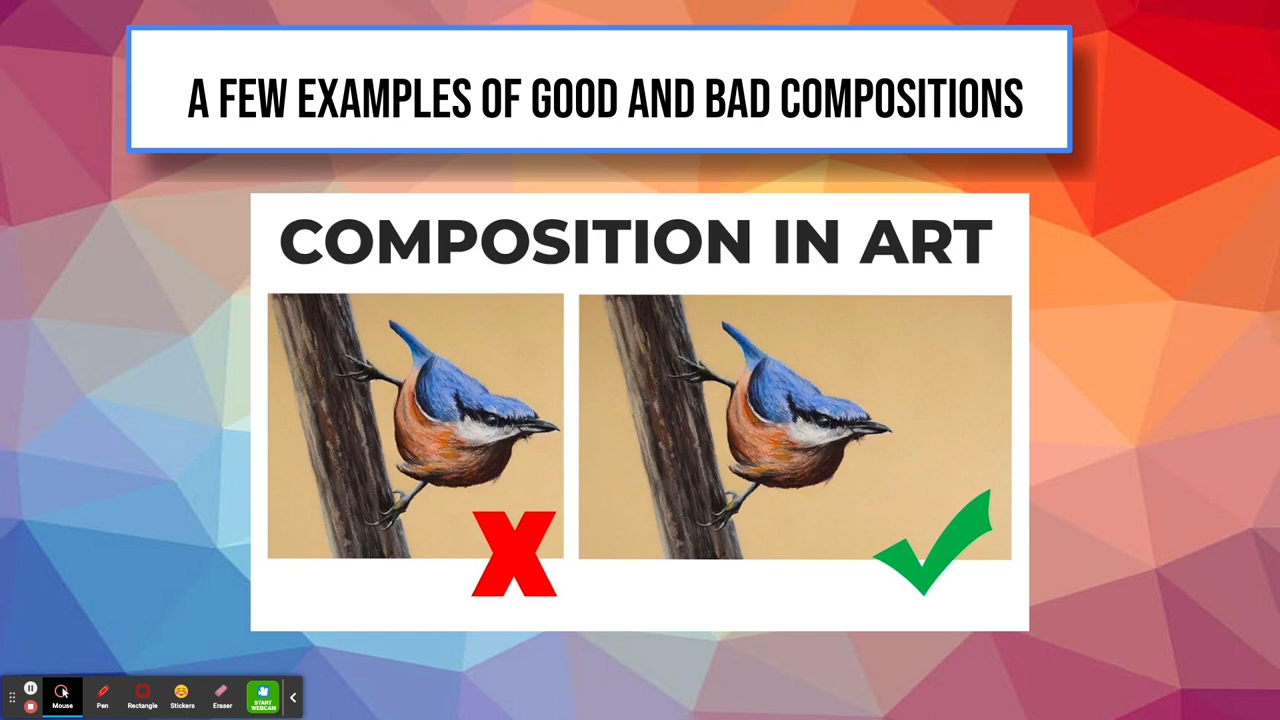 A FEW EXAMPLES OF GOOD AND BAD COMPOSITIONS
COMPOSITION IN ART
X
Mouse
Pen
Rectangle
Stickers
Eraser
START
WEBCAM